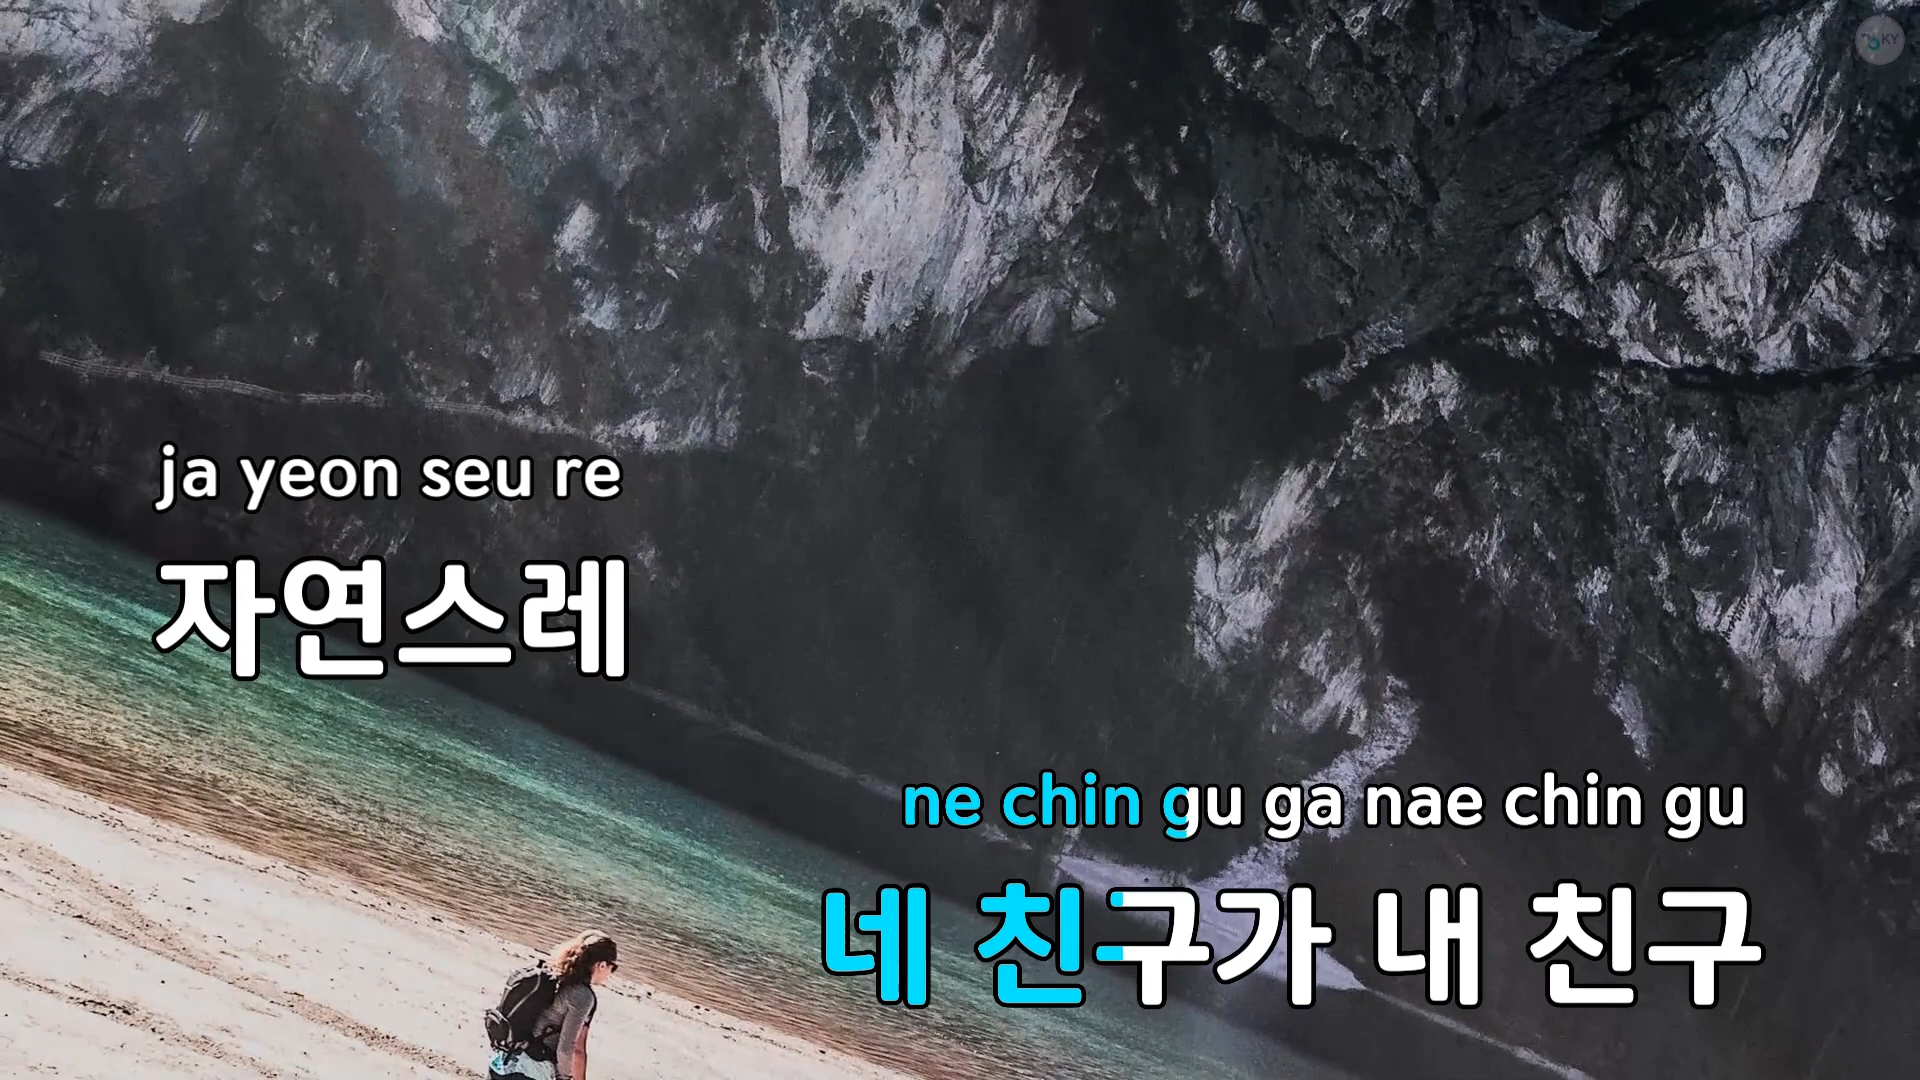 ja yeon seu re
자연스레
ne chin gu ga nae chin gu
네 친구가 내 친구